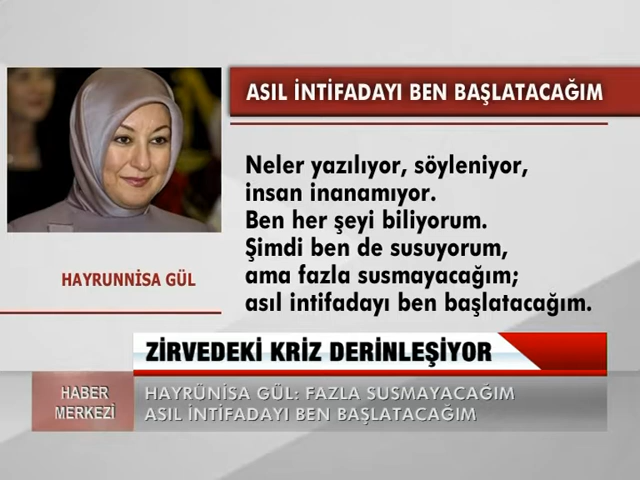 ASIL İNTİFADAYI BEN BAŞLATACAĞIM
Neler yazılıyor, söyleniyor,
insan inanamıyor.
Ben her şeyi biliyorum.
Şimdi ben de susuyorum,
ama fazla susmayacağım;
asıl intifadayı ben başlatacağım.
HAYRUNNİSA GÜL
ZİRVEDEKİ KRİZ DERİNLEŞİYOR
HABER
MERKEZİ
HAYRÜNİSA GÜL: FAZLA SUSMAYACAĞIM
ASIL İNTİFADAYI BEN BAŞLATACAĞIM